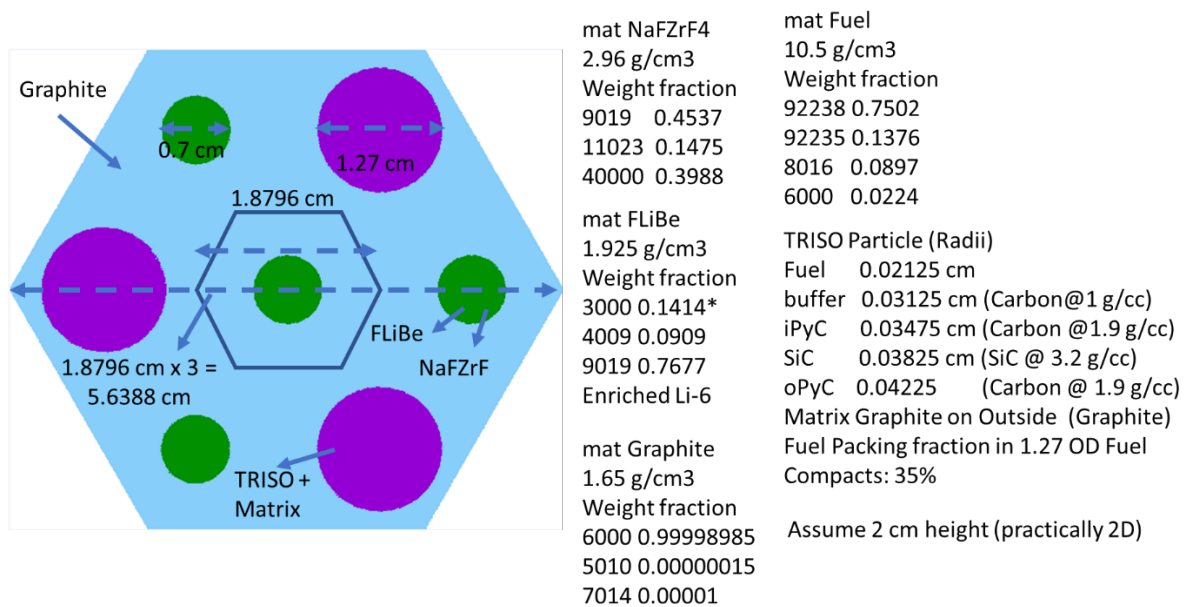 Graphite
0.7 cm
1.27 cm
1.8796 cm
FLiBe
NaFZrF
1.8796 cm x 3 =
5.6388 cm
TRISO +
Matrix
mat NaFZrF4
2.96 g/cm3
Weight fraction
9019 0.4537
11023 0.1475
40000 0.3988
mat FLiBe
1.925 g/cm3
Weight fraction
3000 0.1414*
4009 0.0909
9019 0.7677
Enriched Li-6
mat Graphite
1.65 g/cm3
Weight fraction
6000 0.99998985
5010 0.00000015
7014 0.00001
mat Fuel
10.5 g/cm3
Weight fraction
92238 0.7502
92235 0.1376
8016 0.0897
6000 0.0224
TRISO Particle (Radii)
Fuel 0.02125 cm
buffer 0.03125 cm (Carbon@1 g/cc)
iPyC 0.03475 cm (Carbon @1.9 g/cc)
SiC 0.03825 cm (SiC @ 3.2 g/cc)
oPyC 0.04225 (Carbon @ 1.9 g/cc)
Matrix Graphite on Outside (Graphite)
Fuel Packing fraction in 1.27 OD Fuel
Compacts: 35%
Assume 2 cm height (practically 2D)